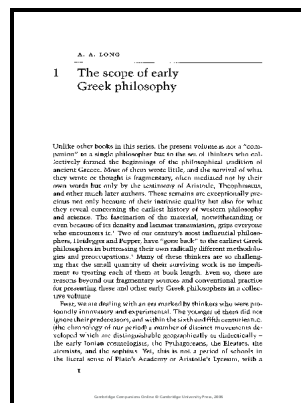 A. A. LONG
1 The scope of early
Greek philosophy
Unlike other books in this series, the present volume is not a "com-
panion" to a single philosopher but to the set of thinkers who col-
lectively formed the beginnings of the philosophical tradition of
ancient Greece. Most of them wrote little, and the survival of what
they wrote or thought is fragmentary, often mediated not by their
own words but only by the testimony of Aristotle, Theophrastus,
and other much later authors. These remains are exceptionally pre-
cious not only because of their intrinsic quality but also for what
they reveal concerning the earliest history of western philosophy
and science. The fascination of the material, notwithstanding or
even because of its density and lacunar transmission, grips everyone
who encounters it.¹ Two of our century's most influential philoso-
phers, Heidegger and Popper, have "gone back" to the earliest Greek
philosophers in buttressing their own radically different methodolo-
gies and preoccupations.² Many of these thinkers are so challeng-
ing that the small quantity of their surviving work is no impedi-
ment to treating each of them at book length. Even so, there are
reasons beyond our fragmentary sources and conventional practice
for presenting these and other early Greek philosophers in a collec-
tive volume
First, we are dealing with an era marked by thinkers who were pro-
foundly innovative and experimental. The younger of them did not
ignore their predecessors, and within the sixth and fifth centuries B.C.
(the chronology of our period) a number of distinct movements de-
veloped which are distinguishable geographically or dialectically –
the early Ionian cosmologists, the Pythagoreans, the Eleatics, the
atomists, and the sophists. Yet, this is not a period of schools in
the literal sense of Plato's Academy or Aristotle's Lyceum, with a
1
Cambridge Companions Online © Cambridge University Press, 2006